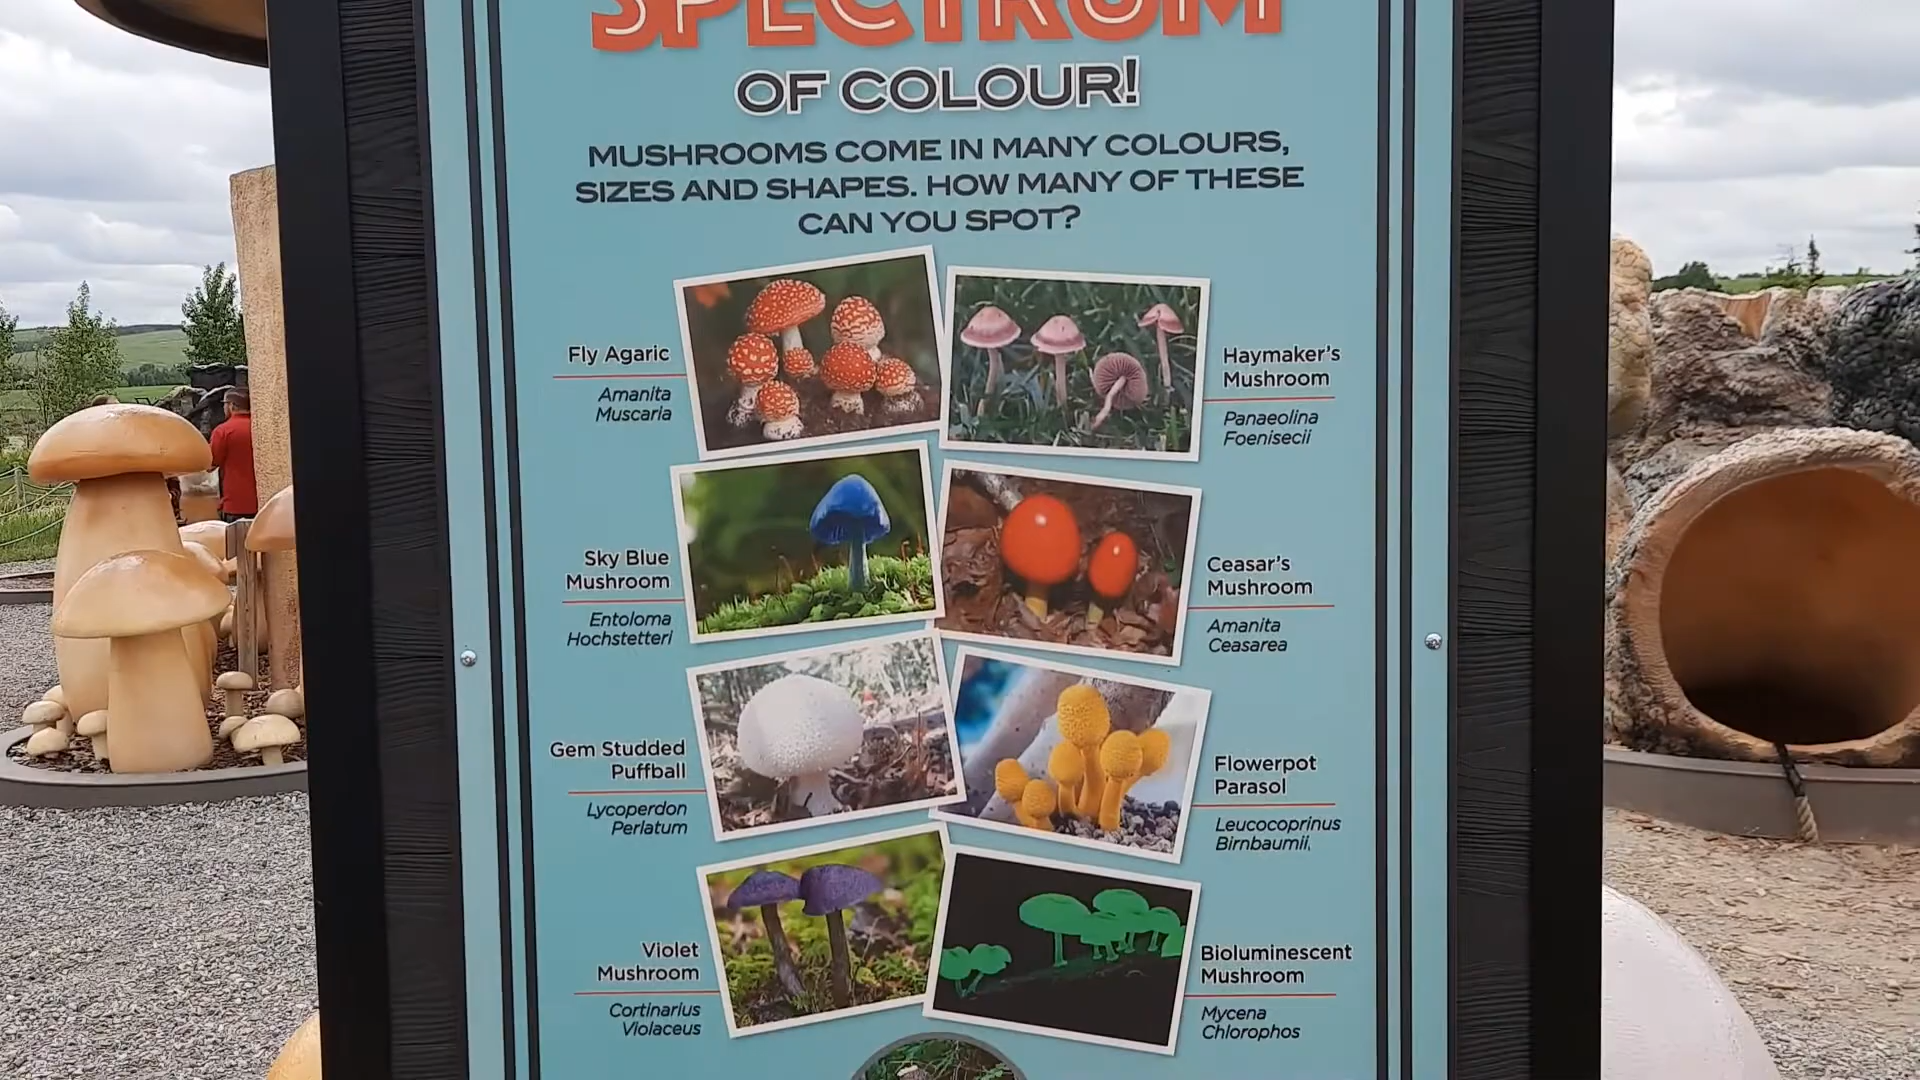 SPECTRUM
OF COLOUR!
MUSHROOMS COME IN MANY COLOURS,
SIZES AND SHAPES. HOW MANY OF THESE
CAN YOU SPOT?
Fly Agaric
Amanita
Muscaria
Haymaker's
Mushroom
Panaeolina
Foenisecii
Sky Blue
Mushroom
Entoloma
Hochstetteri
Ceasar's
Mushroom
Amanita
Ceasarea
Gem Studded
Puffball
Lycoperdon
Perlatum
Flowerpot
Parasol
Leucocoprinus
Birnbaumii,
Violet
Mushroom
Cortinarius
Violaceus
Bioluminescent
Mushroom
Mycena
Chlorophos